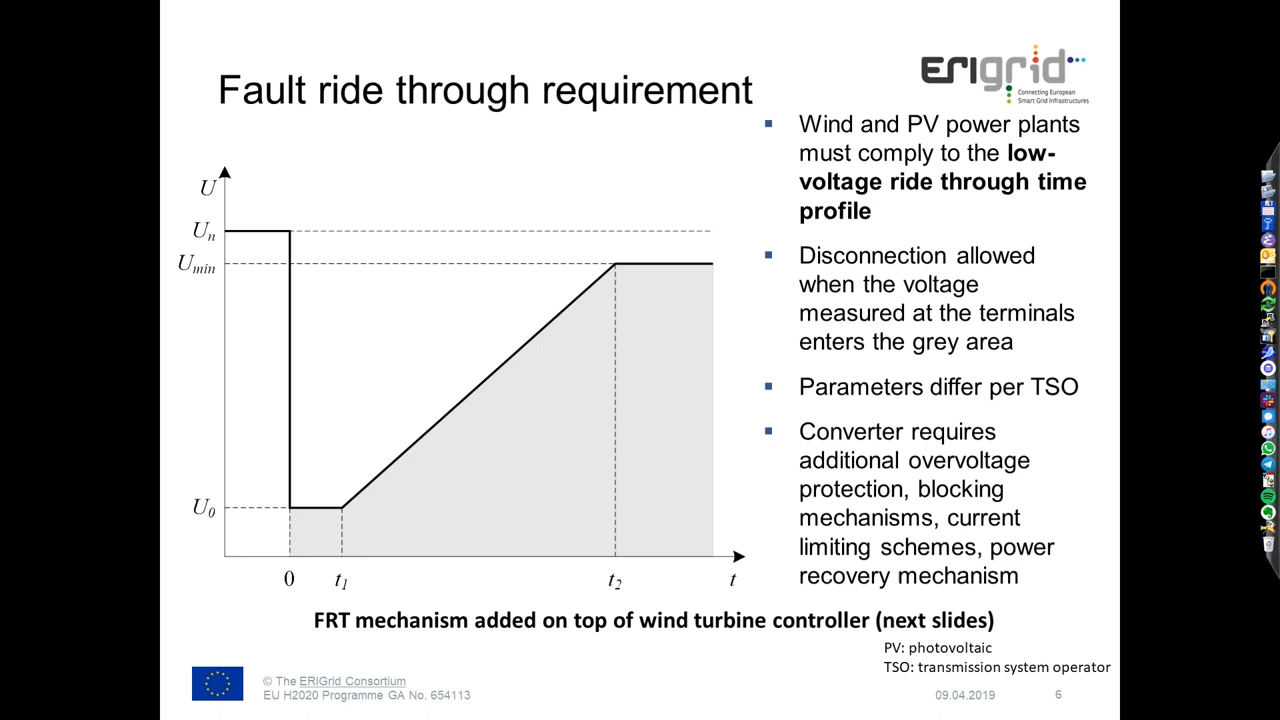 Fault ride through requirement
ERIgrid
Connecting European
Smart Grid Infrastructures
U
Un
Umin
U0
0
t1
t2
t
▪ Wind and PV power plants
must comply to the low-
voltage ride through time
profile
▪ Disconnection allowed
when the voltage
measured at the terminals
enters the grey area
▪ Parameters differ per TSO
▪ Converter requires
additional overvoltage
protection, blocking
mechanisms, current
limiting schemes, power
recovery mechanism
FRT mechanism added on top of wind turbine controller (next slides)
PV: photovoltaic
TSO: transmission system operator
© The ERIGrid Consortium
EU H2020 Programme GA No. 654113
09.04.2019
6